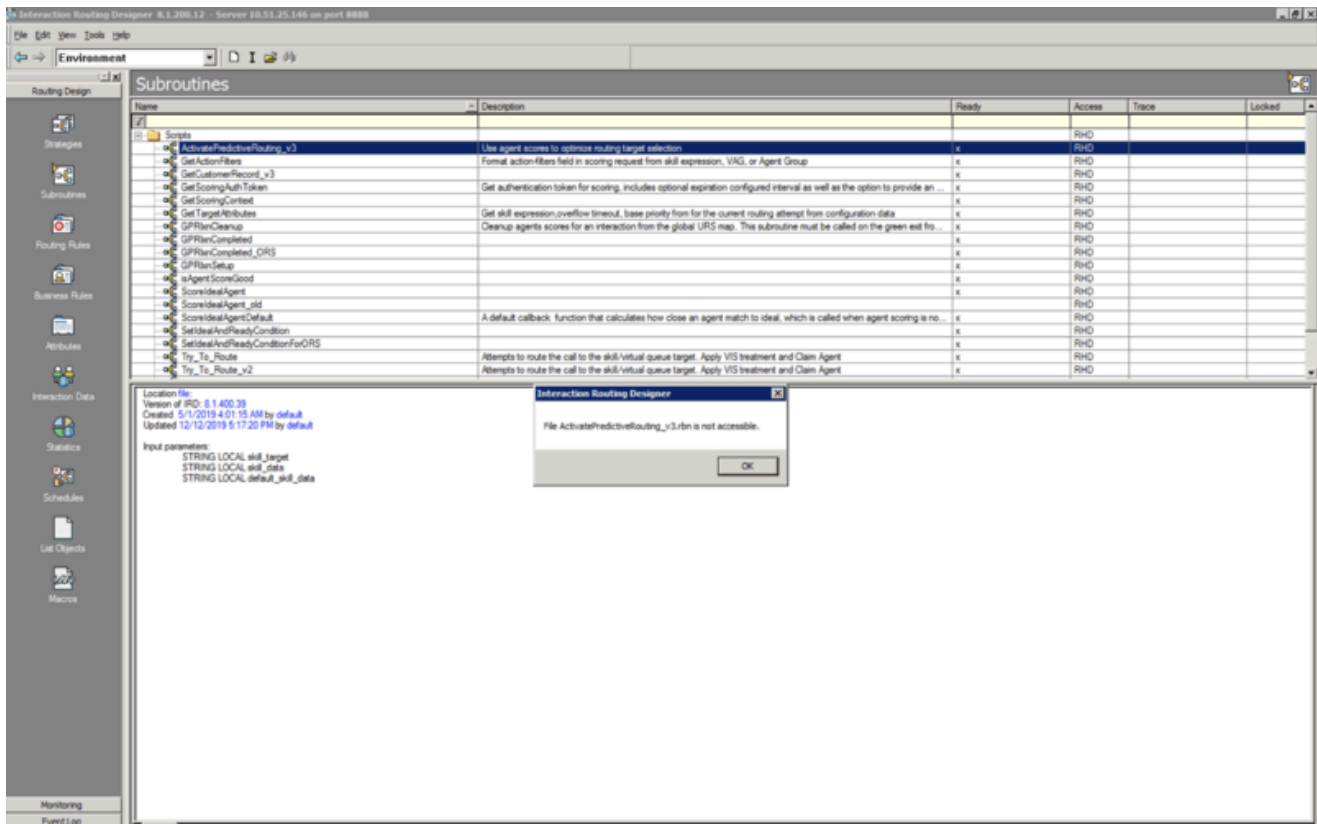 Interaction Routing Designer 8.1.200.12 - Server 10.51.25.146 on port 8888
File Edit View Tools Help
Environment
Routing Design
Strategies
Subroutines
Routing Rules
Business Rules
Attributes
Interaction Data
Statistics
Schedules
List Objects
Macros
Monitoring
Event Log
Subroutines
Name Description Ready Access Trace Locked
Scripts RHD
ActivatePredictiveRouting_v3 Use agent scores to optimize routing target selection x RHD
GetActionFilters Format action-filters field in scoring request from skill expression, VAG, or Agent Group x RHD
GetCustomerRecord_v3 x RHD
GetScoringAuthToken Get authentication token for scoring, includes optional expiration configured interval as well as the option to provide an ... x RHD
GetScoringContext x RHD
GetTargetAttributes Get skill expression,overflow timeout, base priority from for the current routing attempt from configuration data x RHD
GPRIxnCleanup Cleanup agents scores for an interaction from the global URS map. This subroutine must be called on the green exit fro... x RHD
GPRIxnCompleted x RHD
GPRIxnCompleted_ORS x RHD
GPRIxnSetup x RHD
isAgentScoreGood x RHD
ScoreIdealAgent x RHD
ScoreIdealAgent_old RHD
ScoreIdealAgentDefault A default callback function that calculates how close an agent match to ideal, which is called when agent scoring is no... x RHD
SetIdealAndReadyCondition x RHD
SetIdealAndReadyConditionForORS x RHD
Try_To_Route Attempts to route the call to the skill/virtual queue target. Apply VIS treatment and Claim Agent x RHD
Try_To_Route_v2 Attempts to route the call to the skill/virtual queue target. Apply VIS treatment and Claim Agent x RHD
Location file:
Version of IRD: 8.1.400.39
Created 5/1/2019 4:01:15 AM by default
Updated 12/12/2019 5:17:20 PM by default
Input parameters:
STRING LOCAL skill_target
STRING LOCAL skill_data
STRING LOCAL default_skill_data
Interaction Routing Designer
File ActivatePredictiveRouting_v3.rbn is not accessible.
OK